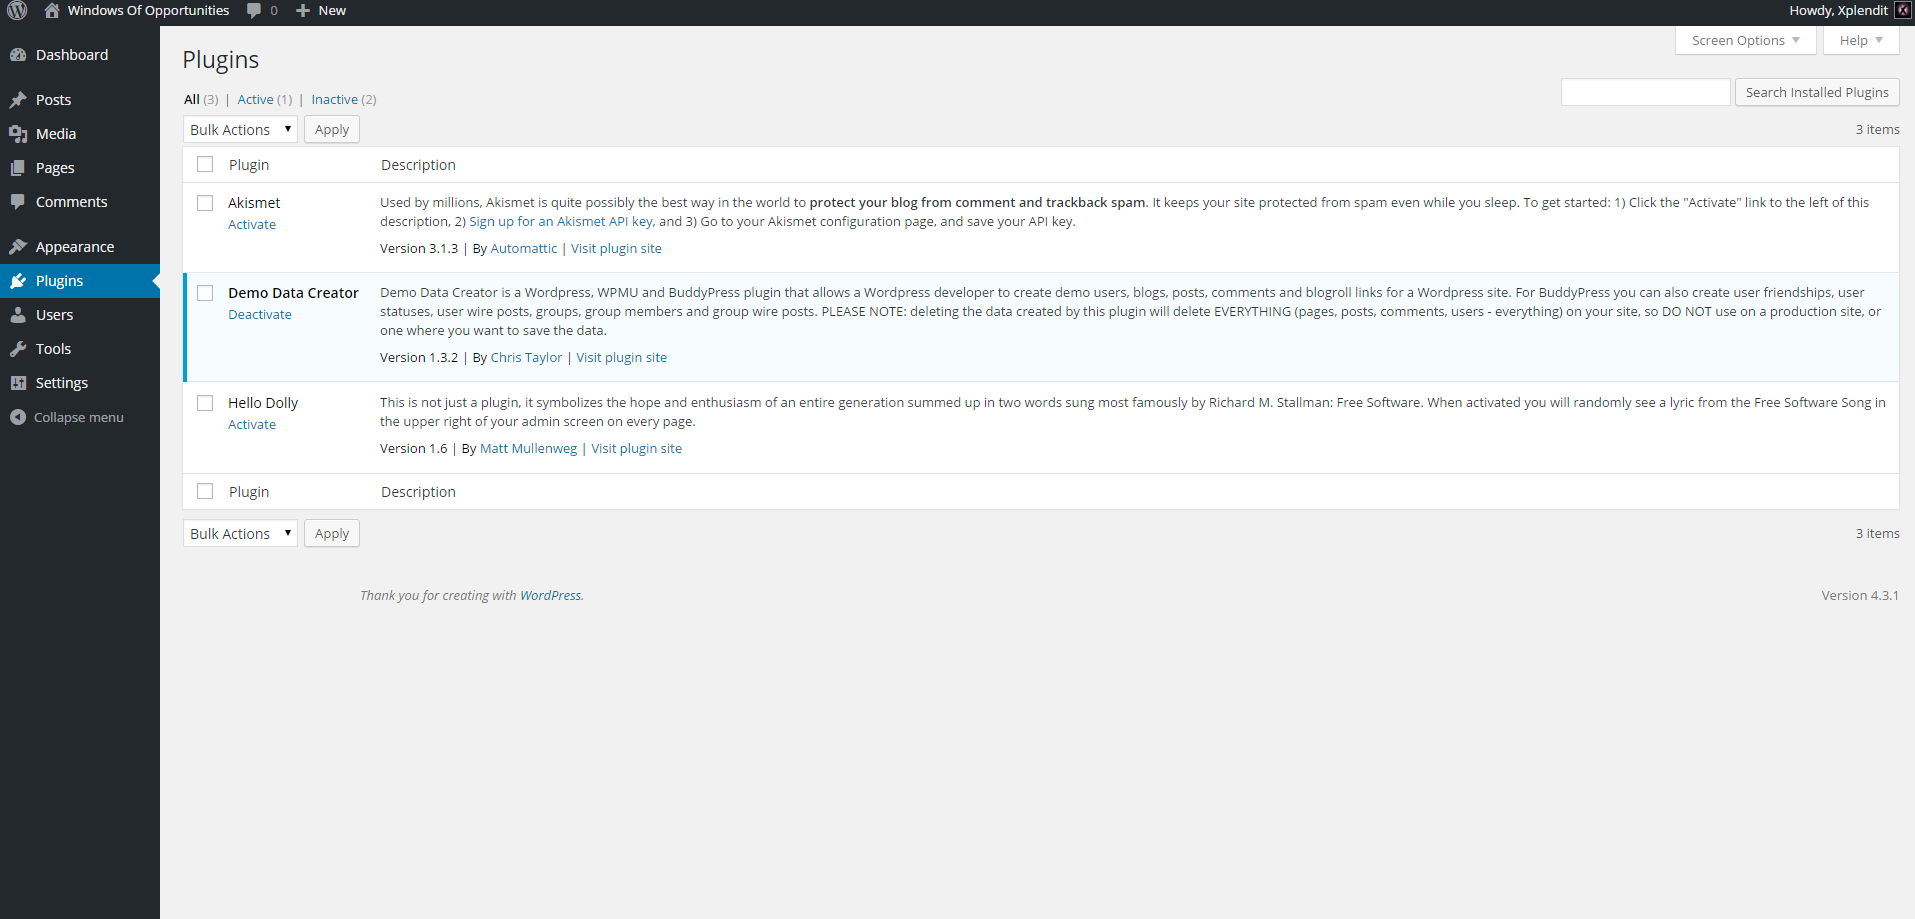 Windows Of Opportunities 0 New Howdy, Xplendit
Screen Options Help
Dashboard
Posts
Media
Pages
Comments
Appearance
Plugins
Users
Tools
Settings
Collapse menu
Plugins
All (3) | Active (1) | Inactive (2)
Search Installed Plugins
Bulk Actions Apply 3 items
Plugin Description
Akismet
Activate
Used by millions, Akismet is quite possibly the best way in the world to protect your blog from comment and trackback spam. It keeps your site protected from spam even while you sleep. To get started: 1) Click the "Activate" link to the left of this
description, 2) Sign up for an Akismet API key, and 3) Go to your Akismet configuration page, and save your API key.
Version 3.1.3 | By Automattic | Visit plugin site
Demo Data Creator
Deactivate
Demo Data Creator is a Wordpress, WPMU and BuddyPress plugin that allows a Wordpress developer to create demo users, blogs, posts, comments and blogroll links for a Wordpress site. For BuddyPress you can also create user friendships, user
statuses, user wire posts, groups, group members and group wire posts. PLEASE NOTE: deleting the data created by this plugin will delete EVERYTHING (pages, posts, comments, users - everything) on your site, so DO NOT use on a production site, or
one where you want to save the data.
Version 1.3.2 | By Chris Taylor | Visit plugin site
Hello Dolly
Activate
This is not just a plugin, it symbolizes the hope and enthusiasm of an entire generation summed up in two words sung most famously by Richard M. Stallman: Free Software. When activated you will randomly see a lyric from the Free Software Song in
the upper right of your admin screen on every page.
Version 1.6 | By Matt Mullenweg | Visit plugin site
Plugin Description
Bulk Actions Apply 3 items
Thank you for creating with WordPress. Version 4.3.1